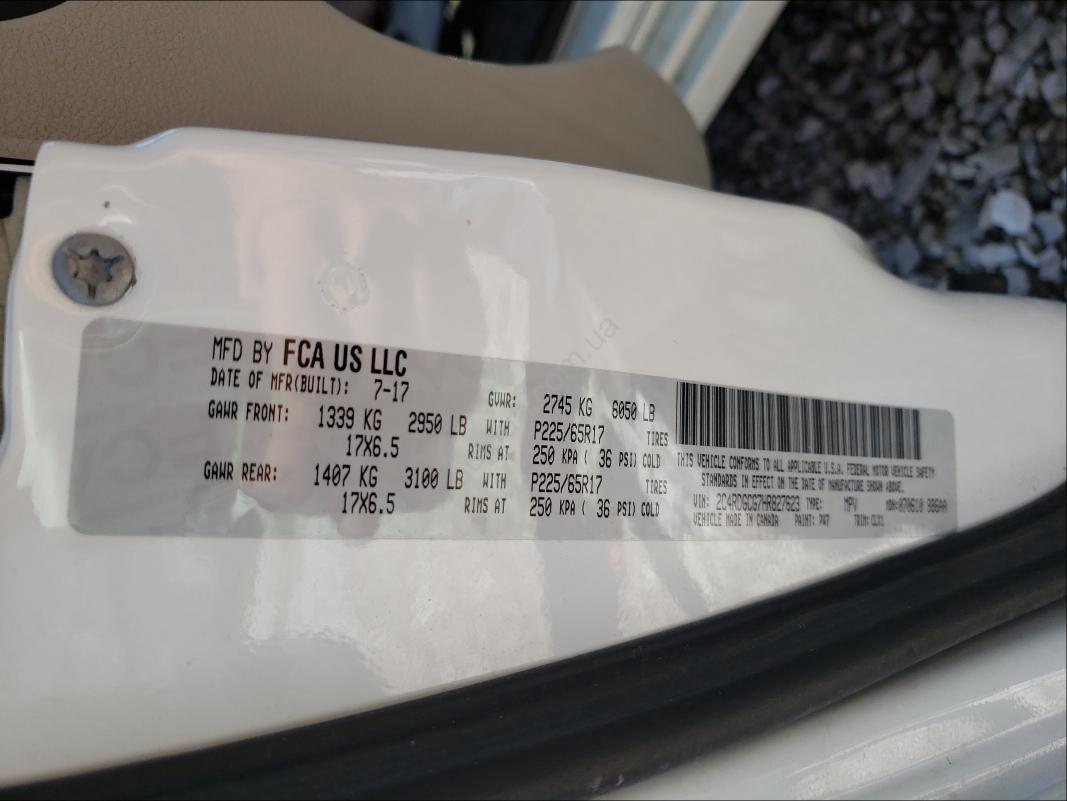 MFD BY FCA US LLC
DATE OF MFR(BUILT): 7-17 GVWR: 2745 KG 6050 LB
GAWR FRONT: 1339 KG 2950 LB WITH P225/65R17 TIRES
17X6.5 RIMS AT 250 KPA ( 36 PSI) COLD
GAWR REAR: 1407 KG 3100 LB WITH P225/65R17 TIRES
17X6.5 RIMS AT 250 KPA ( 36 PSI) COLD
THIS VEHICLE CONFORMS TO ALL APPLICABLE U.S.A. FEDERAL MOTOR VEHICLE SAFETY
STANDARDS IN EFFECT ON THE DATE OF MANUFACTURE SHOWN ABOVE.
VIN: 2C4RDGCG7HR827623 TYPE: MPV MDH:070610 986AA
VEHICLE MADE IN CANADA PAINT: PW7 TRIM: